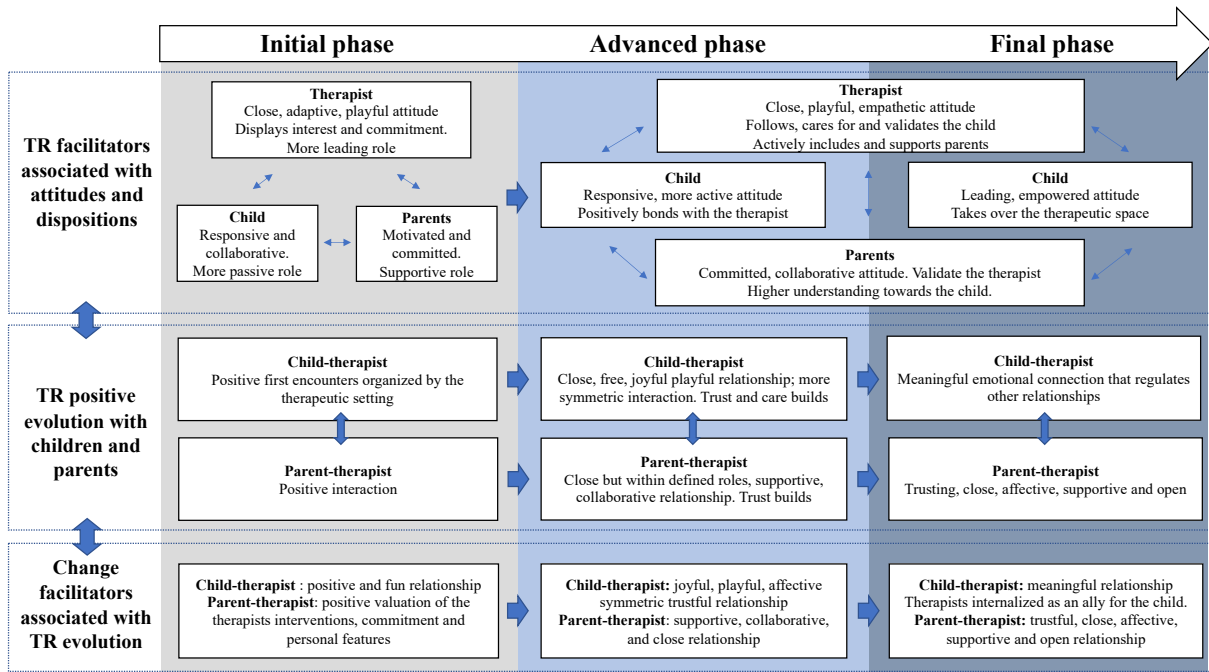 Initial phase
Advanced phase
Final phase
TR facilitators
associated with
attitudes and
dispositions
Therapist
Close, adaptive, playful attitude
Displays interest and commitment.
More leading role
Child
Responsive and
collaborative.
More passive role
Parents
Motivated and
committed.
Supportive role
Therapist
Close, playful, empathetic attitude
Follows, cares for and validates the child
Actively includes and supports parents
Child
Responsive, more active attitude
Positively bonds with the therapist
Child
Leading, empowered attitude
Takes over the therapeutic space
Parents
Committed, collaborative attitude. Validate the therapist
Higher understanding towards the child.
TR positive
evolution with
children and
parents
Child-therapist
Positive first encounters organized by the
therapeutic setting
Child-therapist
Close, free, joyful playful relationship; more
symmetric interaction. Trust and care builds
Child-therapist
Meaningful emotional connection that regulates
other relationships
Parent-therapist
Positive interaction
Parent-therapist
Close but within defined roles, supportive,
collaborative relationship. Trust builds
Parent-therapist
Trusting, close, affective, supportive and open
Change
facilitators
associated with
TR evolution
Child-therapist : positive and fun relationship
Parent-therapist: positive valuation of the
therapists interventions, commitment and
personal features
Child-therapist: joyful, playful, affective
symmetric trustful relationship
Parent-therapist: supportive, collaborative,
and close relationship
Child-therapist: meaningful relationship
Therapists internalized as an ally for the child.
Parent-therapist: trustful, close, affective,
supportive and open relationship